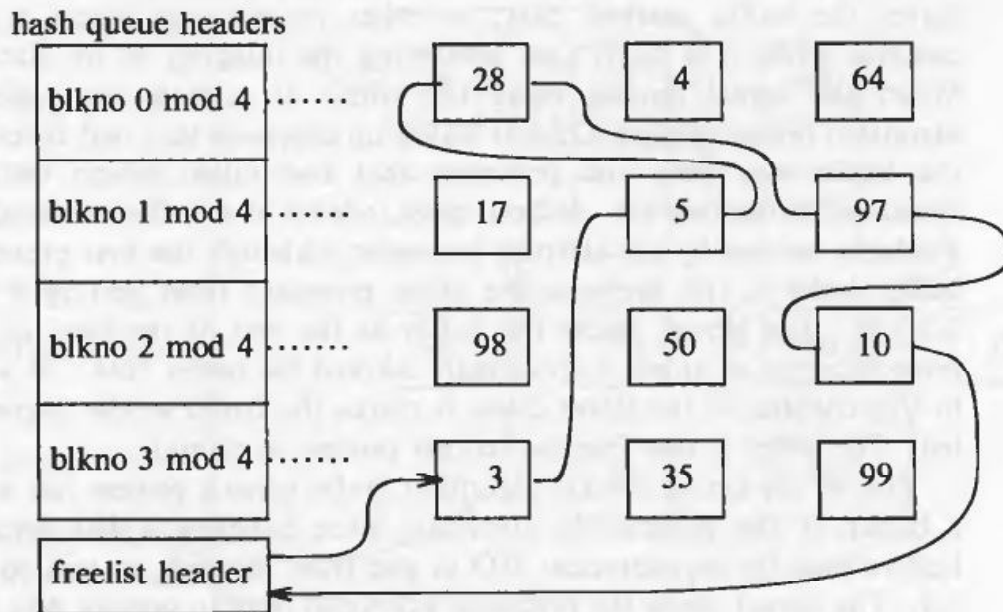 hash queue headers
blkno 0 mod 4 28 4 64
blkno 1 mod 4 17 5 97
blkno 2 mod 4 98 50 10
blkno 3 mod 4 3 35 99
freelist header